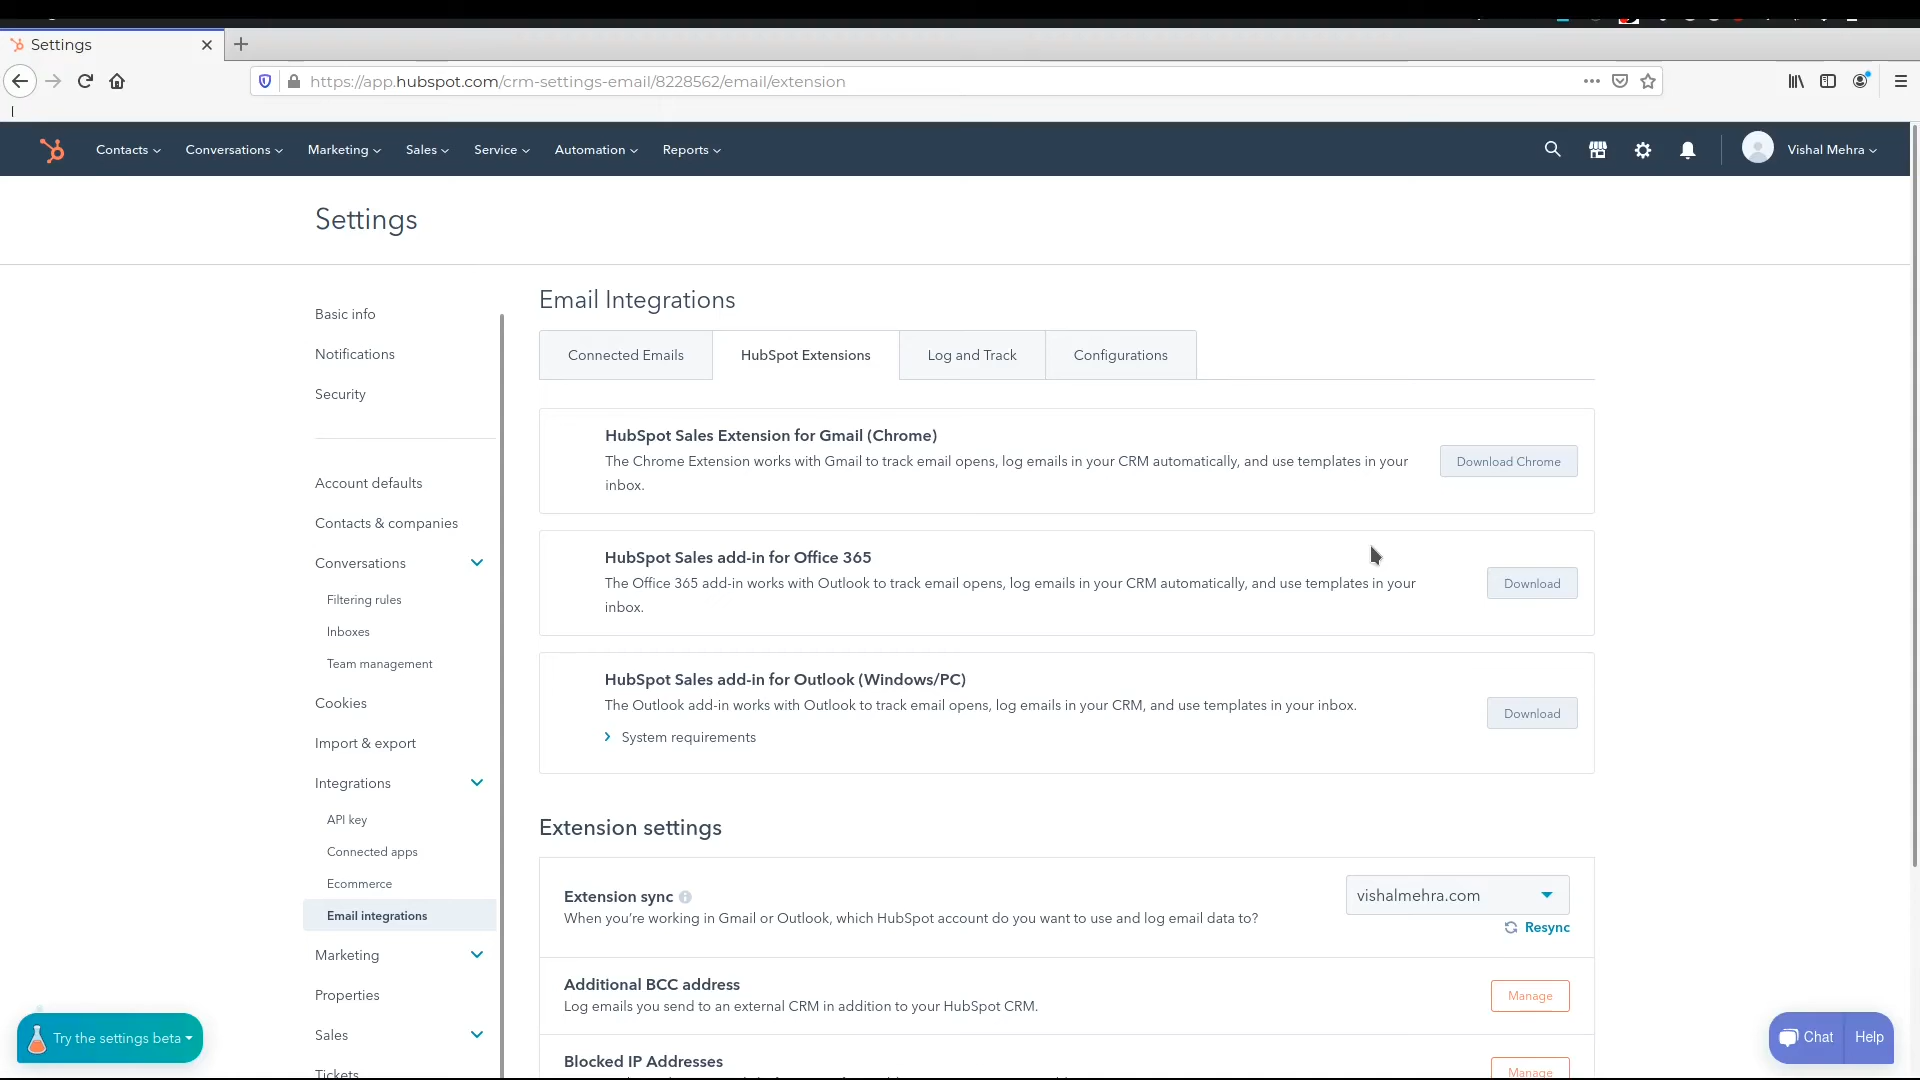 Settings
https://app.hubspot.com/crm-settings-email/8228562/email/extension
Contacts
Conversations
Marketing
Sales
Service
Automation
Reports
Vishal Mehra
Settings
Basic info
Notifications
Security
Account defaults
Contacts & companies
Conversations
Filtering rules
Inboxes
Team management
Cookies
Import & export
Integrations
API key
Connected apps
Ecommerce
Email integrations
Marketing
Properties
Sales
Tickets
Try the settings beta
Email Integrations
Connected Emails
HubSpot Extensions
Log and Track
Configurations
HubSpot Sales Extension for Gmail (Chrome)
The Chrome Extension works with Gmail to track email opens, log emails in your CRM automatically, and use templates in your
inbox.
Download Chrome
HubSpot Sales add-in for Office 365
The Office 365 add-in works with Outlook to track email opens, log emails in your CRM automatically, and use templates in your
inbox.
Download
HubSpot Sales add-in for Outlook (Windows/PC)
The Outlook add-in works with Outlook to track email opens, log emails in your CRM, and use templates in your inbox.
System requirements
Download
Extension settings
Extension sync
When you're working in Gmail or Outlook, which HubSpot account do you want to use and log email data to?
vishalmehra.com
Resync
Additional BCC address
Log emails you send to an external CRM in addition to your HubSpot CRM.
Manage
Blocked IP Addresses
Manage
Chat
Help